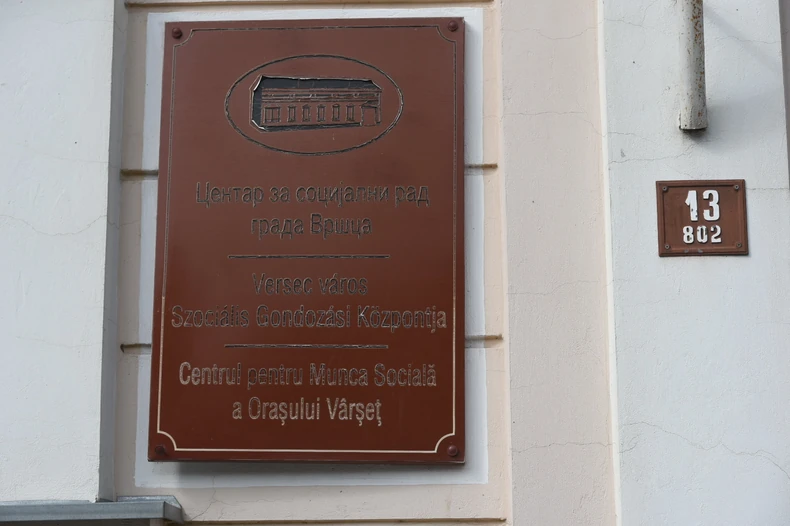 Центар за социјални рад
града Вршца
Versec város
Szociális Gondozási Központja
Centrul pentru Munca Socială
a Orașului Vârșeț
13
802